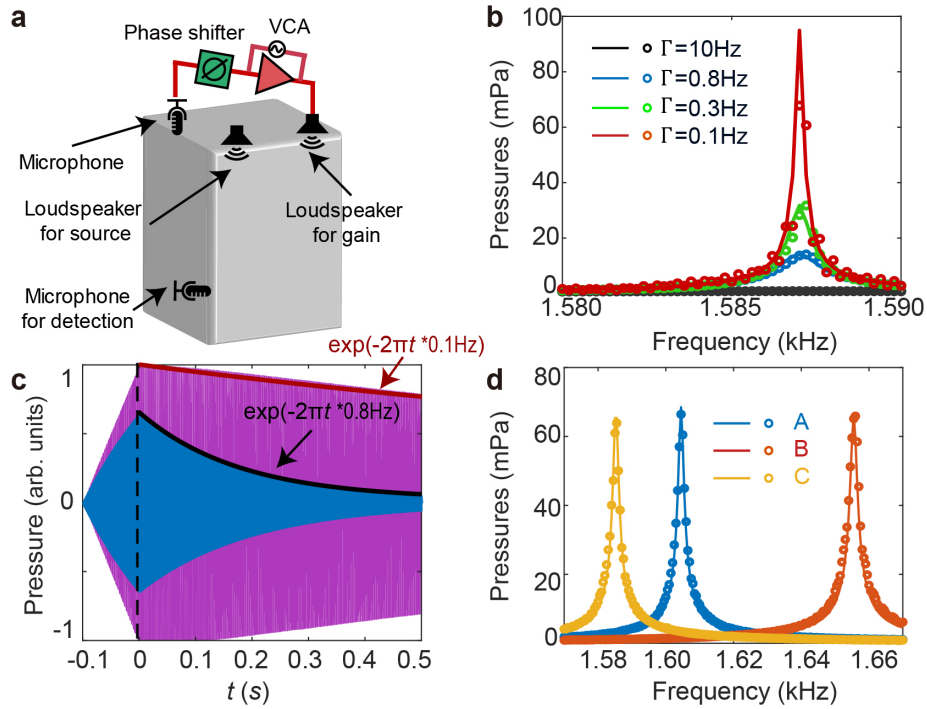 a
Phase shifter
VCA
Microphone
Loudspeaker
for source
Loudspeaker
for gain
Microphone
for detection
b
Pressures (mPa)
100
80
60
40
20
0
Γ=10Hz
Γ=0.8Hz
Γ=0.3Hz
Γ=0.1Hz
1.580
1.585
1.590
Frequency (kHz)
c
Pressure (arb. units)
1
0
-1
exp(-2πt *0.1Hz)
exp(-2πt *0.8Hz)
-0.1
0
0.1
0.2
0.3
0.4
0.5
t (s)
d
Pressures (mPa)
80
60
40
20
0
A
B
C
1.58
1.60
1.62
1.64
1.66
Frequency (kHz)